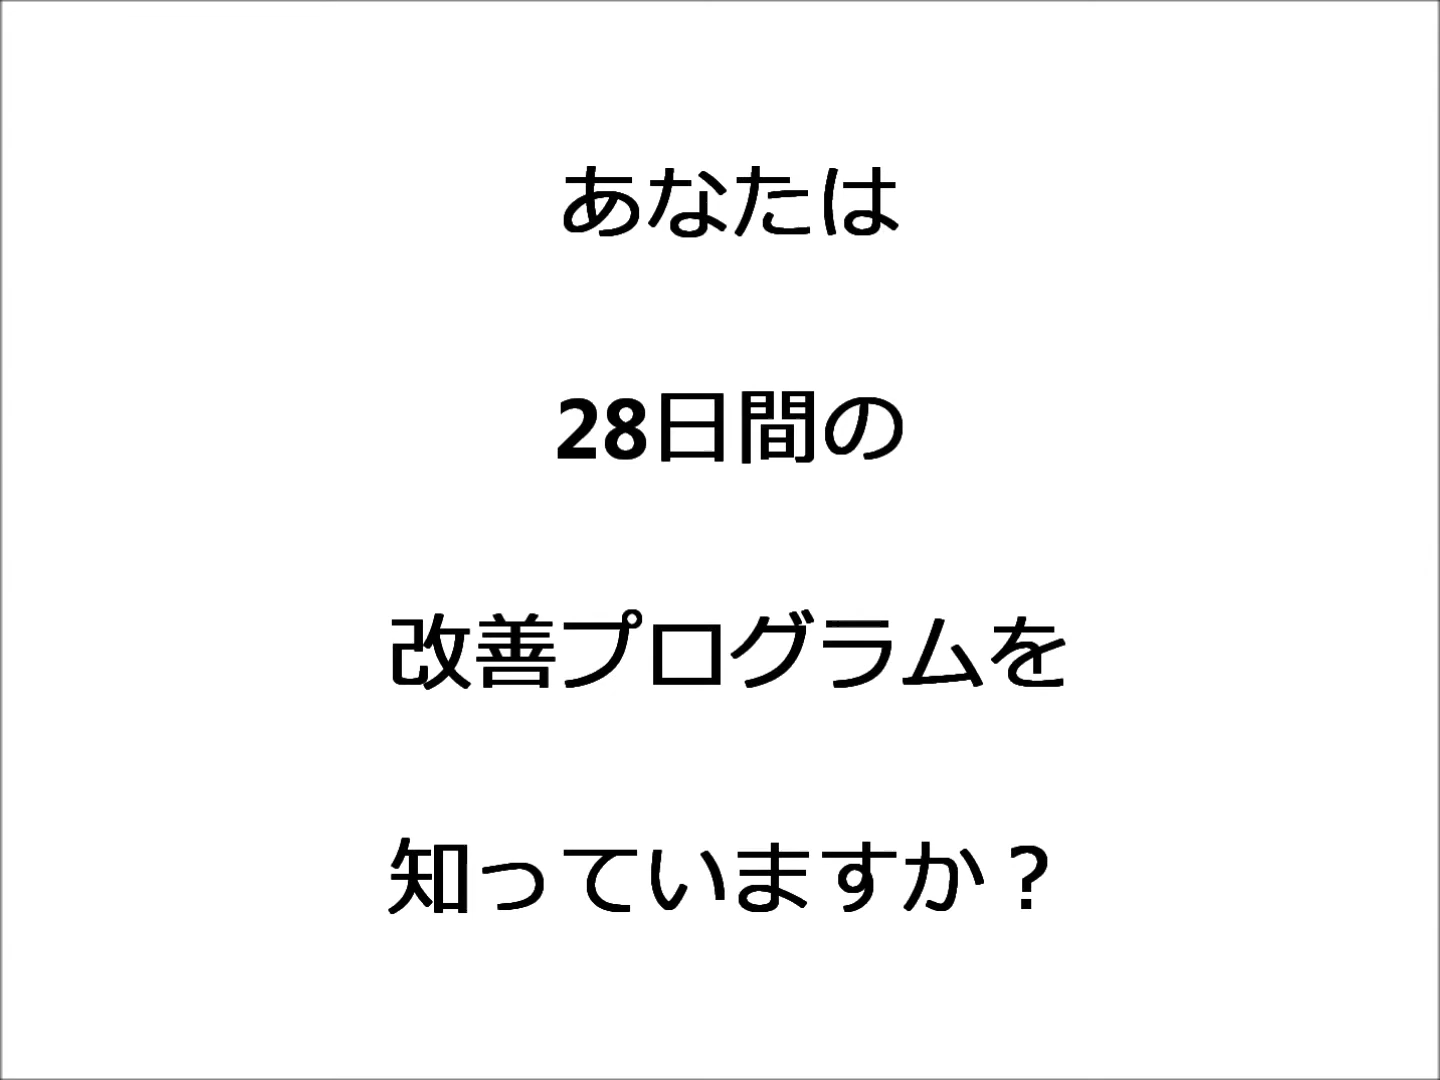 あなたは
28日間の
改善プログラムを
知っていますか？